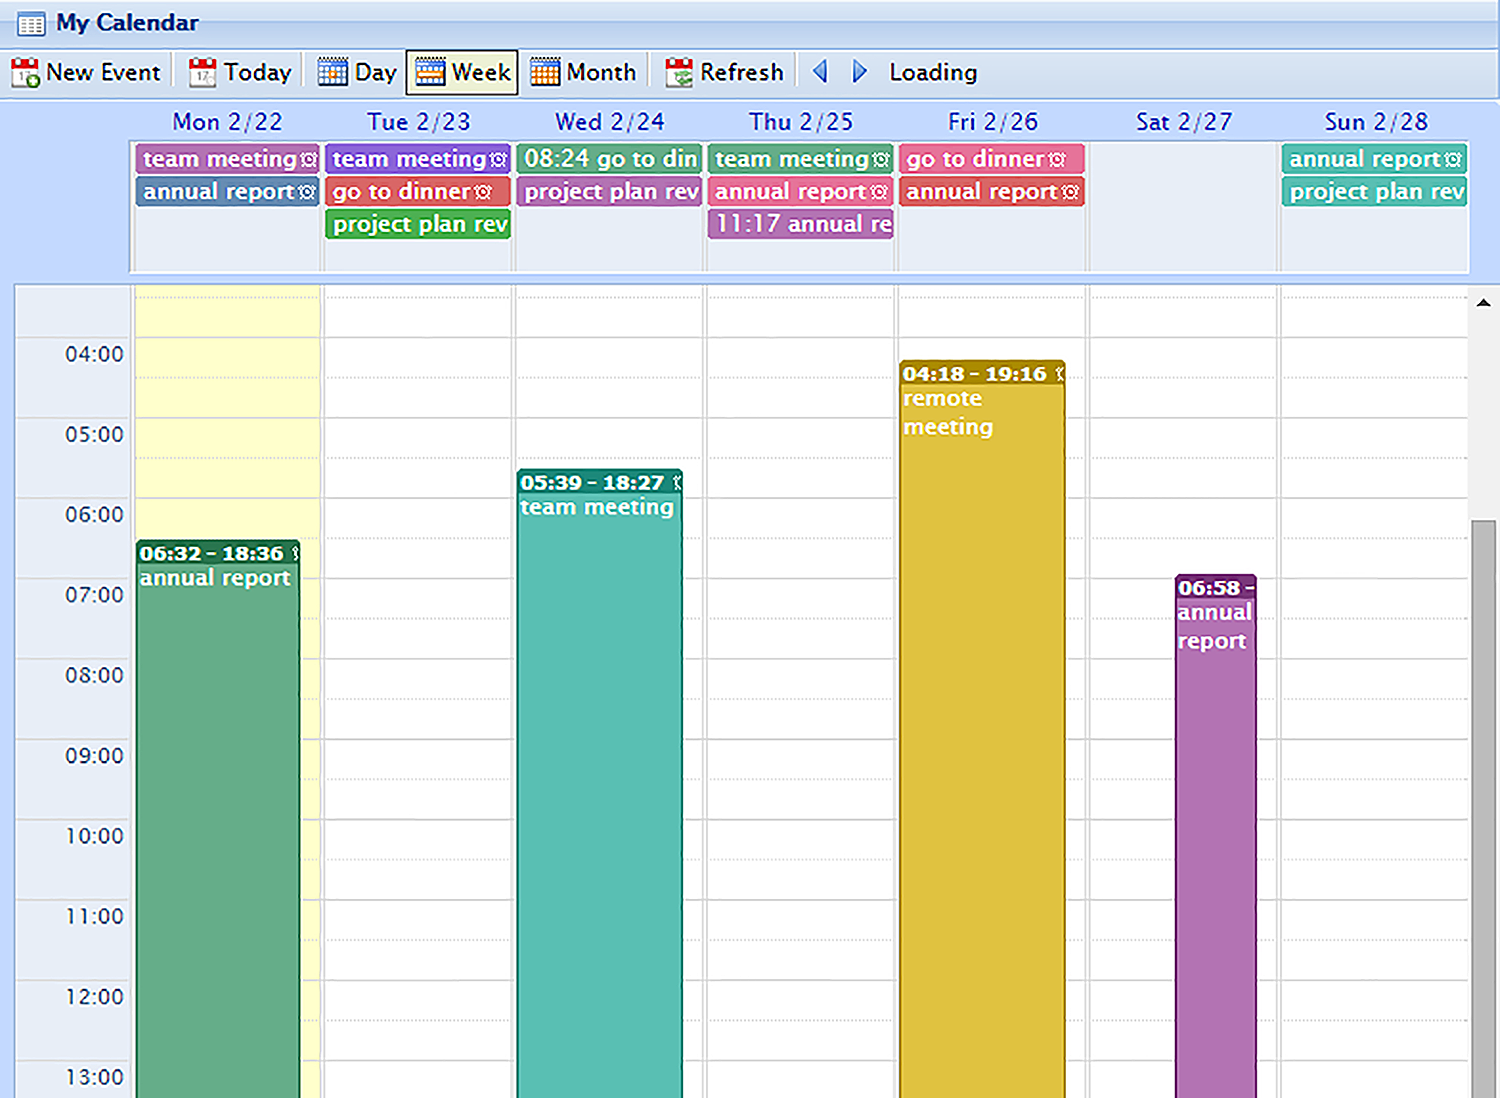 My Calendar
New Event Today Day Week Month Refresh Loading
Mon 2/22 Tue 2/23 Wed 2/24 Thu 2/25 Fri 2/26 Sat 2/27 Sun 2/28
team meeting team meeting 08:24 go to din team meeting go to dinner annual report
annual report go to dinner project plan rev annual report annual report project plan rev
project plan rev 11:17 annual re
04:00
04:18 - 19:16
remote
meeting
05:00
05:39 - 18:27
team meeting
06:00
06:32 - 18:36
annual report
06:58 -
annual
report
07:00
08:00
09:00
10:00
11:00
12:00
13:00